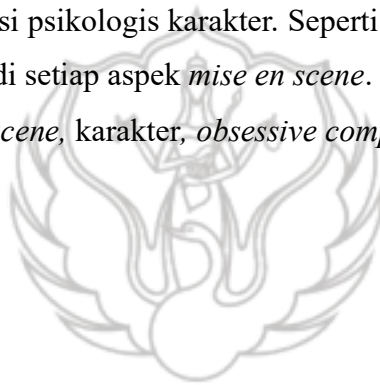 si psikologis karakter. Seperti
di setiap aspek mise en scene.
cene, karakter, obsessive comp